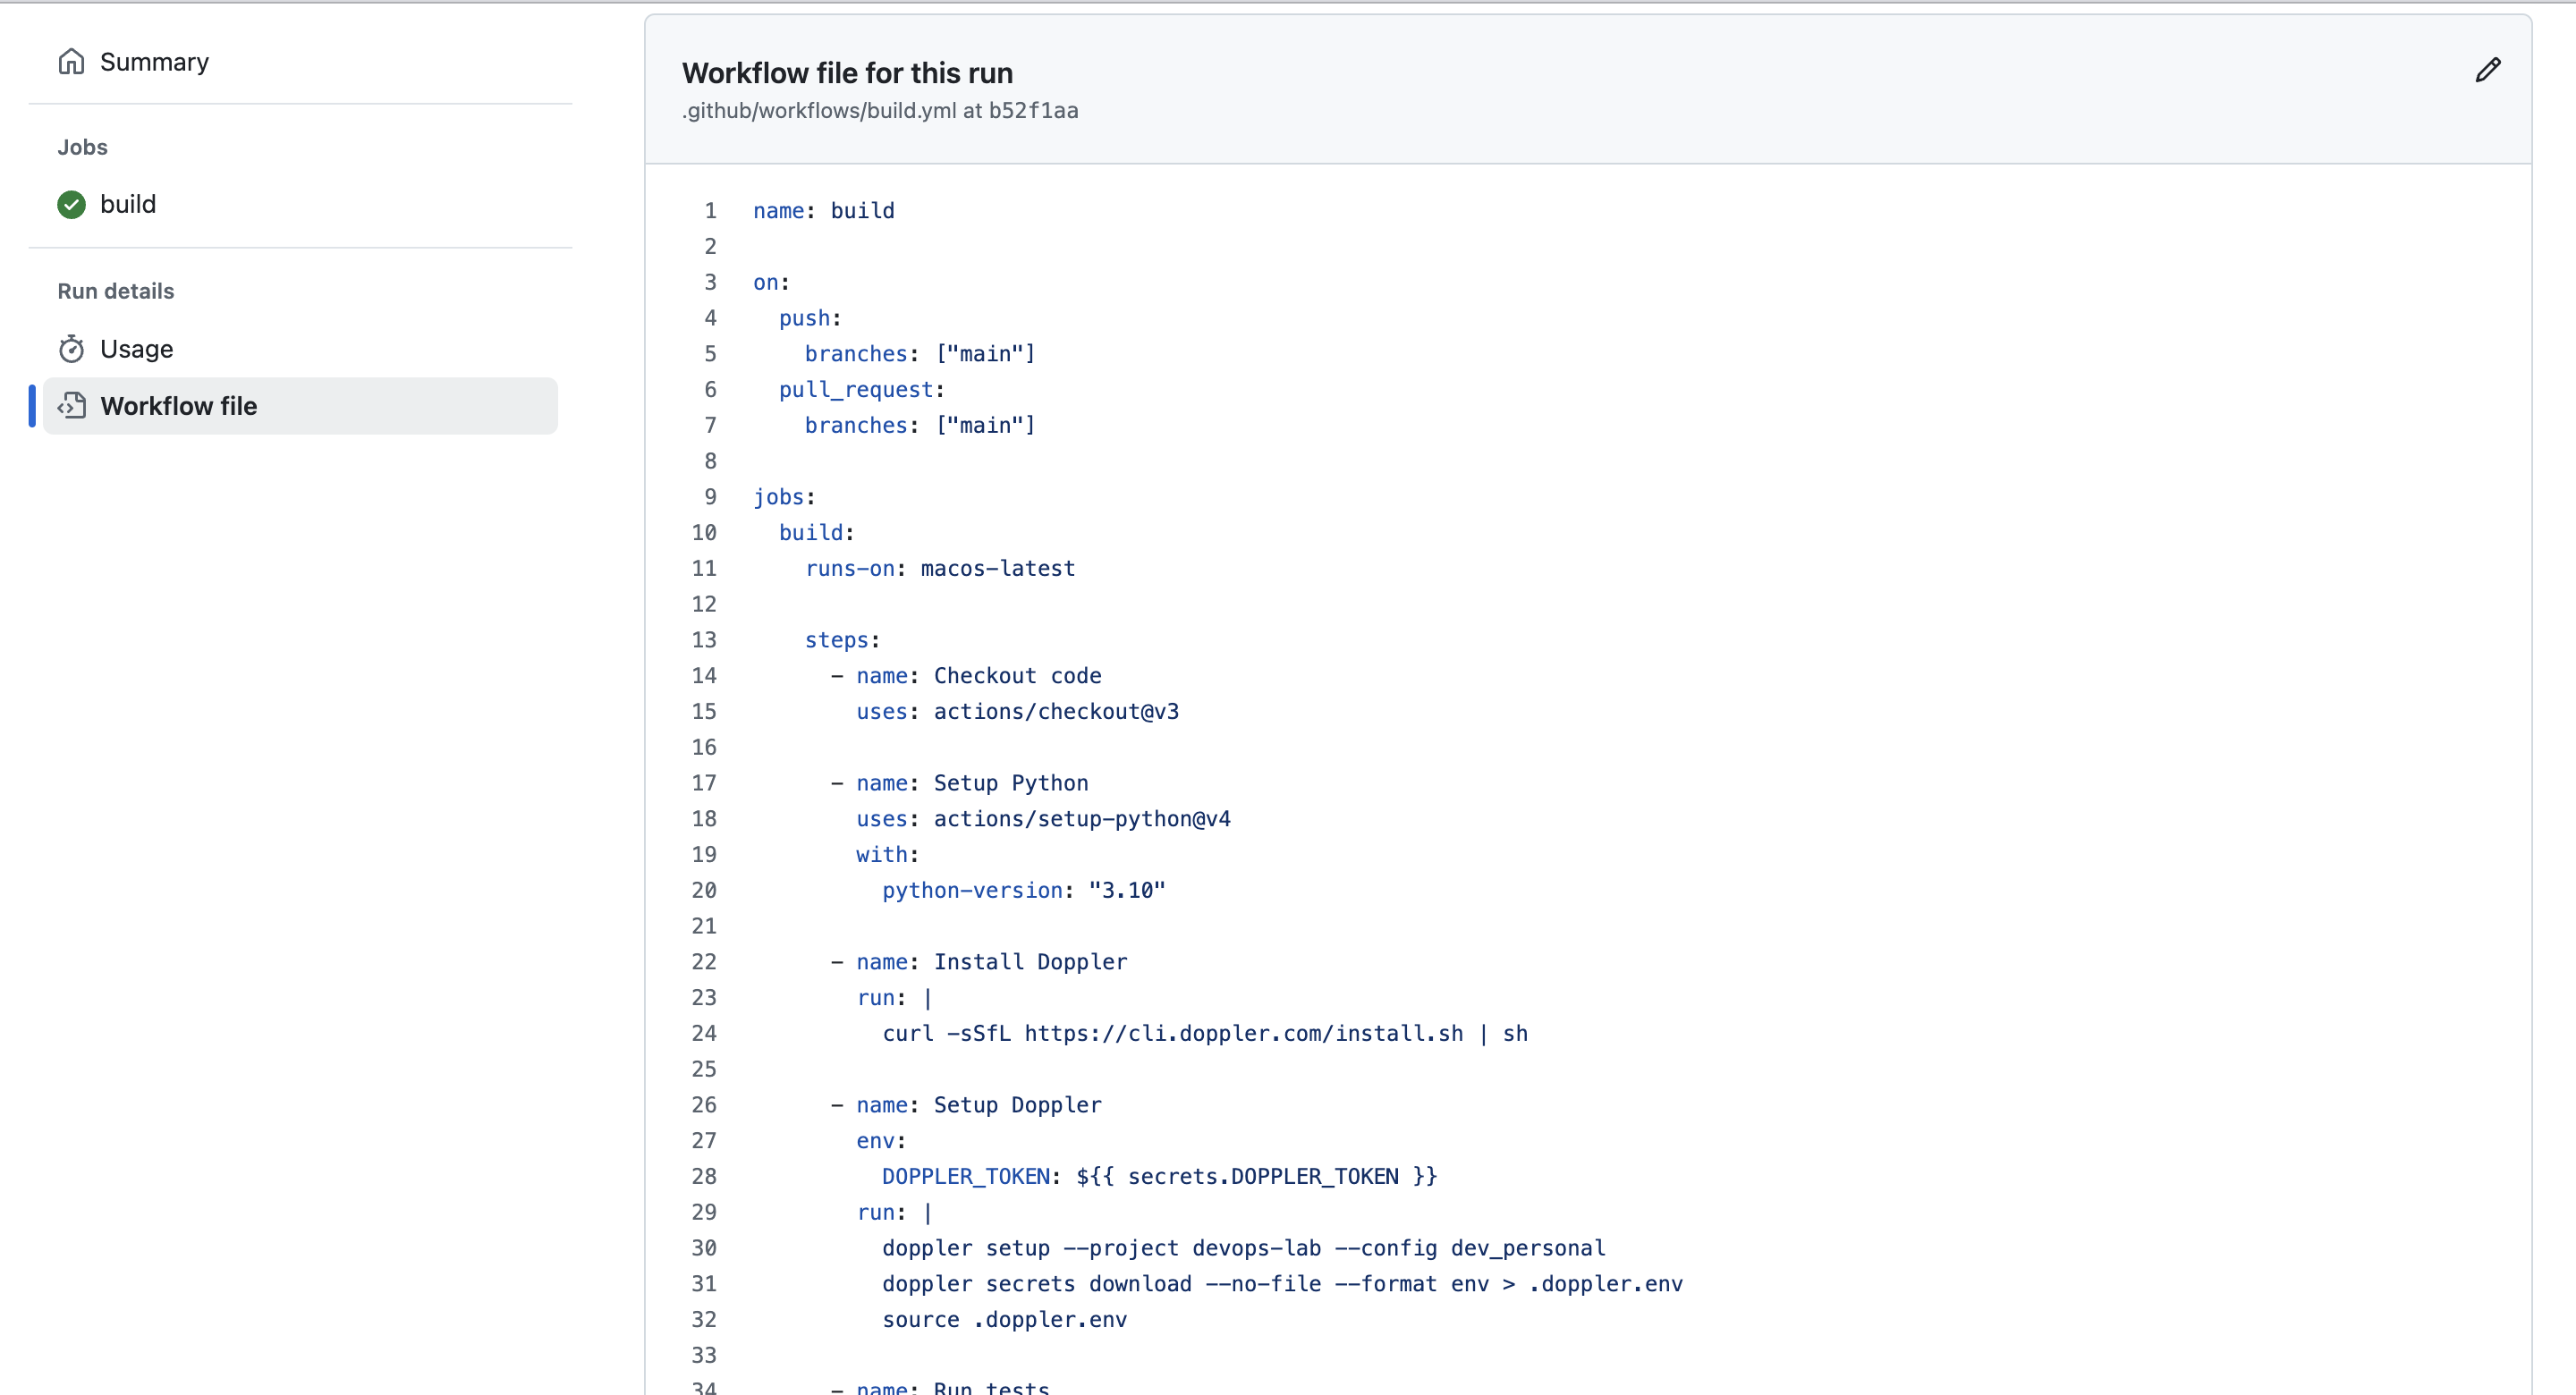 Summary
Jobs
build
Run details
Usage
Workflow file
Workflow file for this run
.github/workflows/build.yml at b52f1aa
1 name: build
2
3 on:
4   push:
5     branches: ["main"]
6   pull_request:
7     branches: ["main"]
8
9 jobs:
10   build:
11     runs-on: macos-latest
12
13     steps:
14       - name: Checkout code
15         uses: actions/checkout@v3
16
17       - name: Setup Python
18         uses: actions/setup-python@v4
19         with:
20           python-version: "3.10"
21
22       - name: Install Doppler
23         run: |
24           curl -sSfL https://cli.doppler.com/install.sh | sh
25
26       - name: Setup Doppler
27         env:
28           DOPPLER_TOKEN: ${{ secrets.DOPPLER_TOKEN }}
29         run: |
30           doppler setup --project devops-lab --config dev_personal
31           doppler secrets download --no-file --format env > .doppler.env
32           source .doppler.env
33
34       - name: Run tests